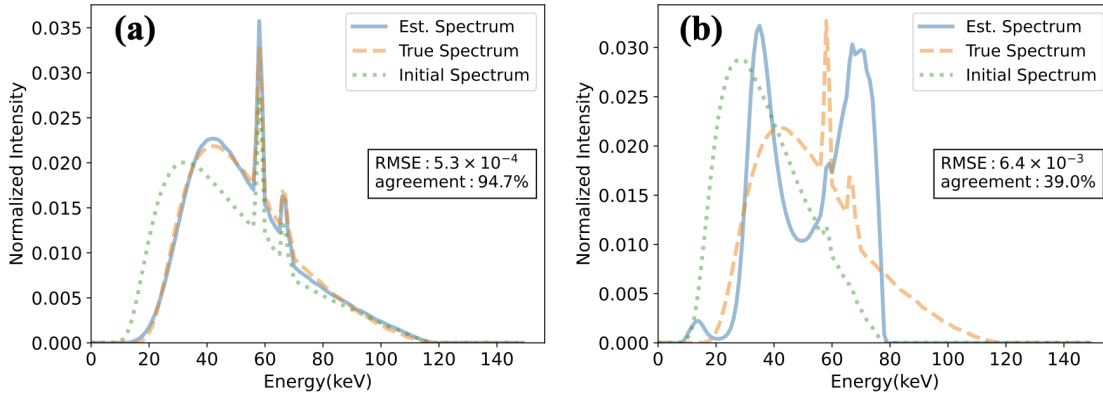 (a)
Est. Spectrum
True Spectrum
Initial Spectrum
RMSE : 5.3 × 10⁻⁴
agreement : 94.7%
Normalized Intensity
0.035
0.030
0.025
0.020
0.015
0.010
0.005
0.000
0 20 40 60 80 100 120 140
Energy(keV)
(b)
Est. Spectrum
True Spectrum
Initial Spectrum
RMSE : 6.4 × 10⁻³
agreement : 39.0%
Normalized Intensity
0.030
0.025
0.020
0.015
0.010
0.005
0.000
0 20 40 60 80 100 120 140
Energy(keV)